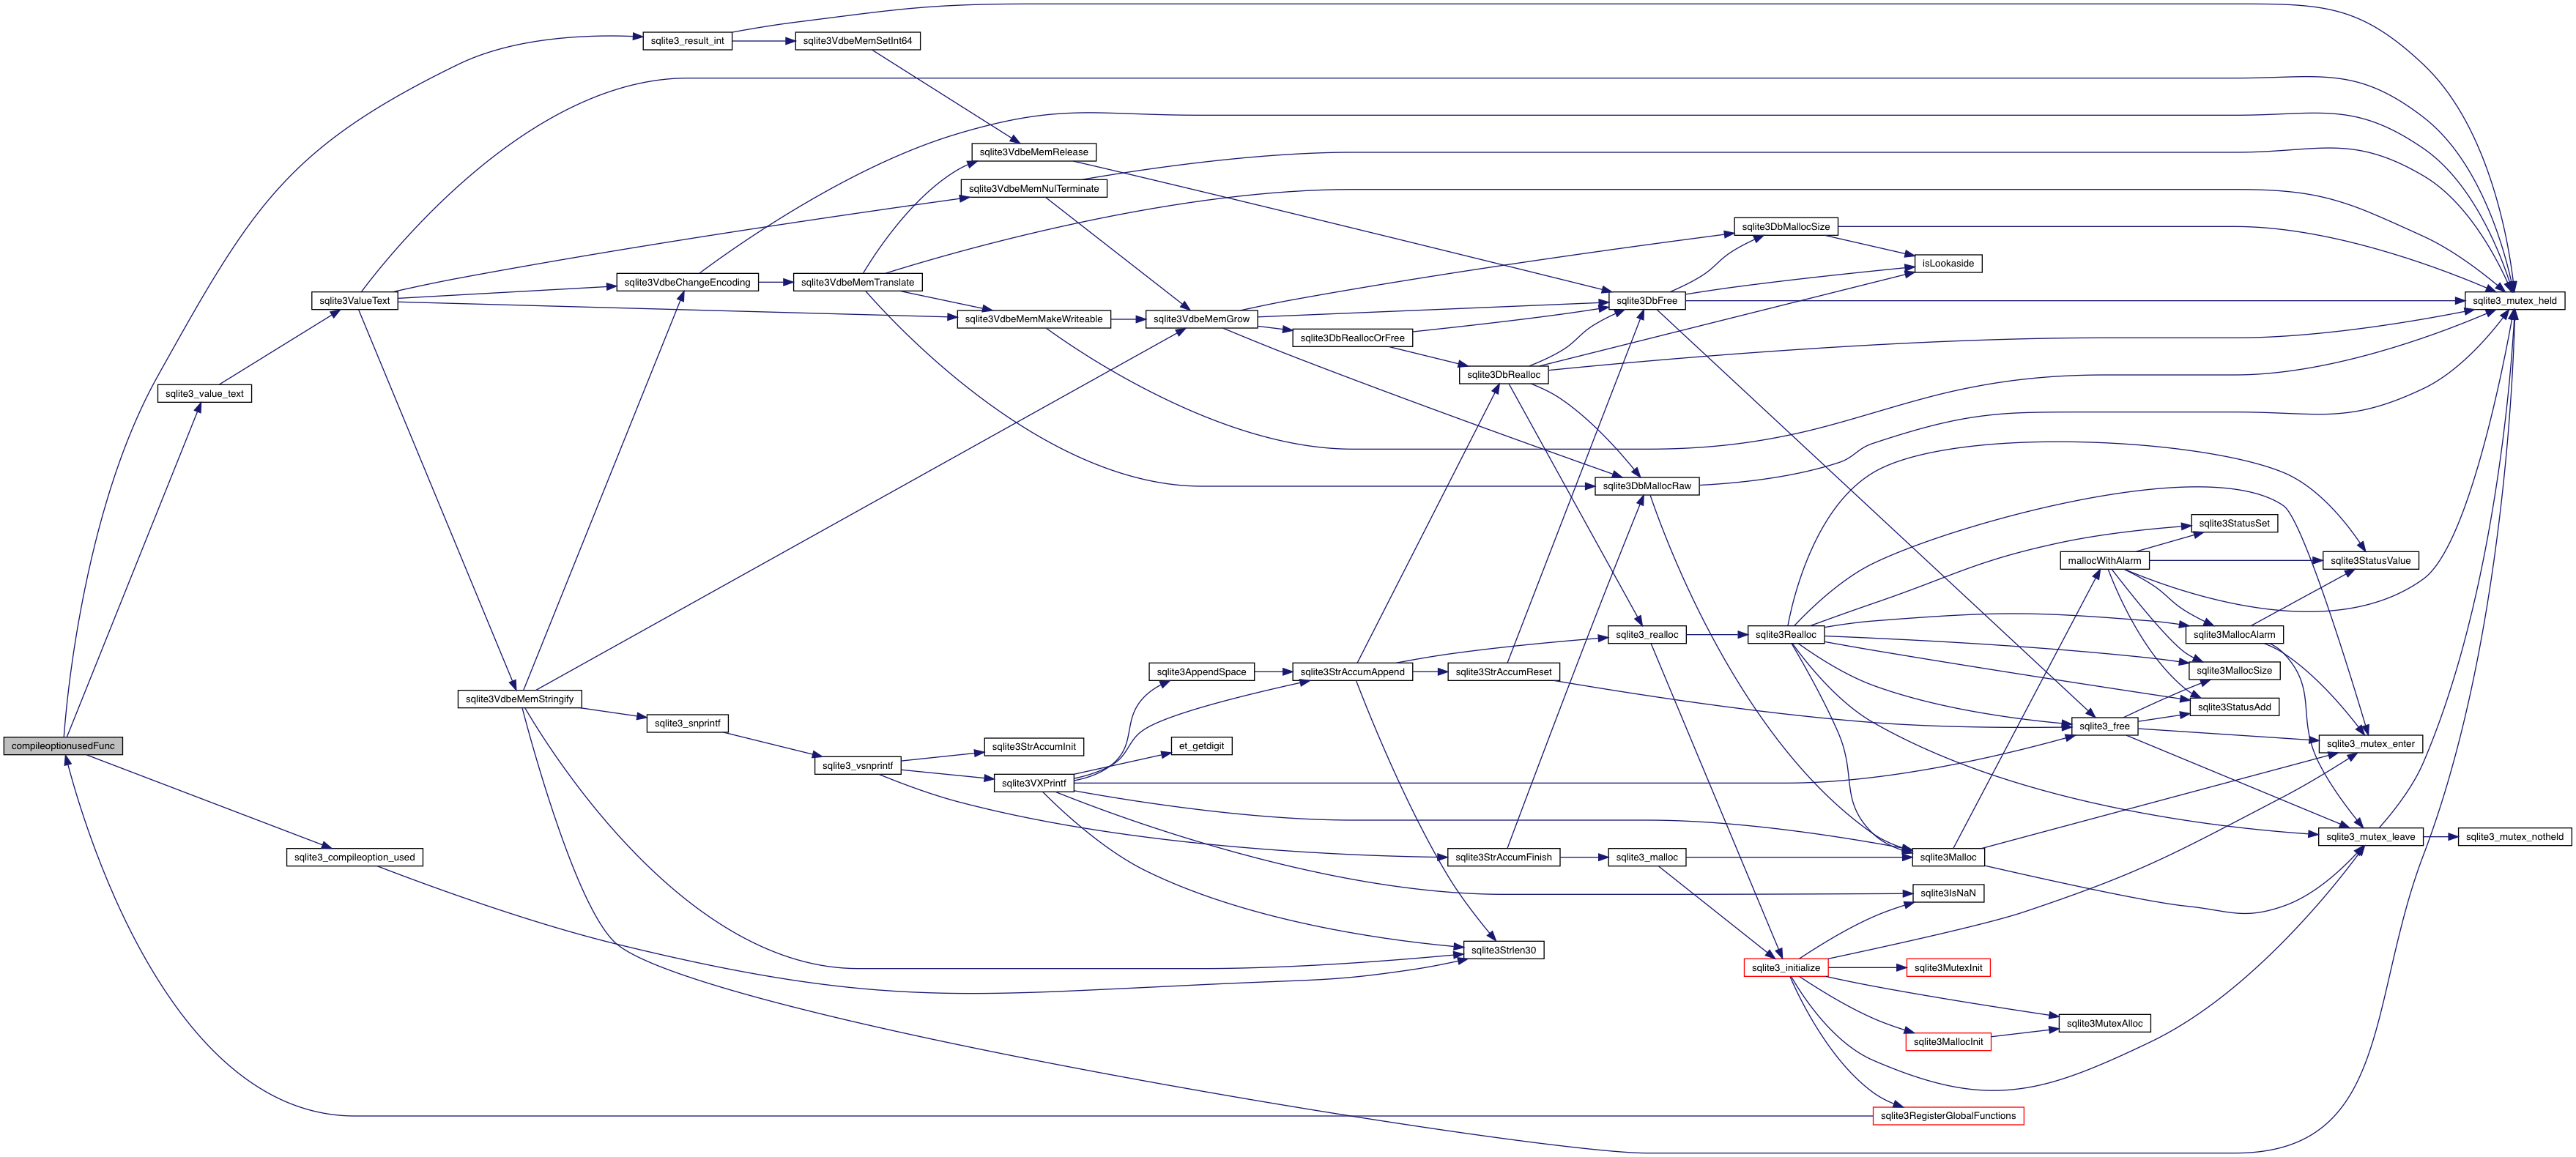 sqlite3_result_int
sqlite3VdbeMemSetInt64
sqlite3VdbeMemRelease
sqlite3VdbeMemNulTerminate
sqlite3DbMallocSize
isLookaside
sqlite3VdbeChangeEncoding
sqlite3VdbeMemTranslate
sqlite3ValueText
sqlite3DbFree
sqlite3_mutex_held
sqlite3VdbeMemMakeWriteable
sqlite3VdbeMemGrow
sqlite3DbReallocOrFree
sqlite3DbRealloc
sqlite3_value_text
sqlite3DbMallocRaw
sqlite3StatusSet
mallocWithAlarm
sqlite3StatusValue
sqlite3_realloc
sqlite3Realloc
sqlite3MallocAlarm
sqlite3AppendSpace
sqlite3StrAccumAppend
sqlite3StrAccumReset
sqlite3MallocSize
sqlite3VdbeMemStringify
sqlite3StatusAdd
sqlite3_snprintf
sqlite3_free
compileoptionusedFunc
sqlite3StrAccumInit
et_getdigit
sqlite3_mutex_enter
sqlite3_vsnprintf
sqlite3VXPrintf
sqlite3_mutex_leave
sqlite3_mutex_notheld
sqlite3_compileoption_used
sqlite3StrAccumFinish
sqlite3_malloc
sqlite3Malloc
sqlite3IsNaN
sqlite3Strlen30
sqlite3_initialize
sqlite3MutexInit
sqlite3MutexAlloc
sqlite3MallocInit
sqlite3RegisterGlobalFunctions